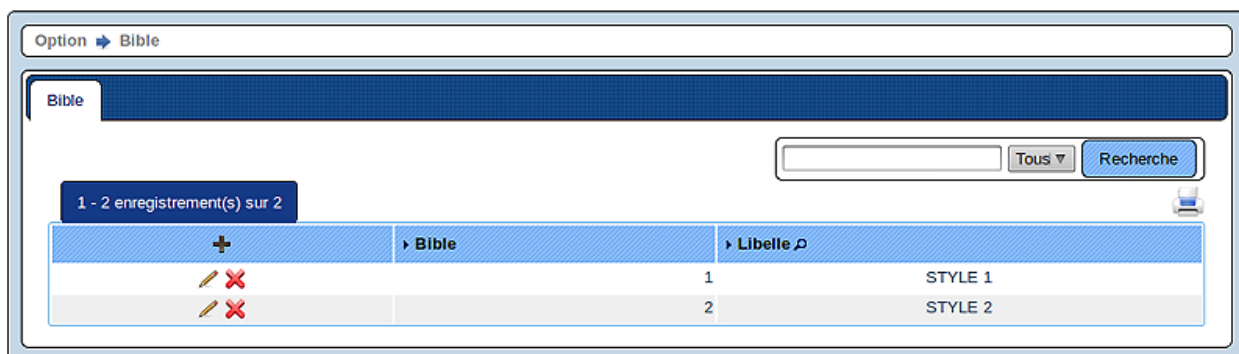 Option Bible
Bible
Tous Recherche
1 - 2 enregistrement(s) sur 2
Bible Libelle
1 STYLE 1
2 STYLE 2